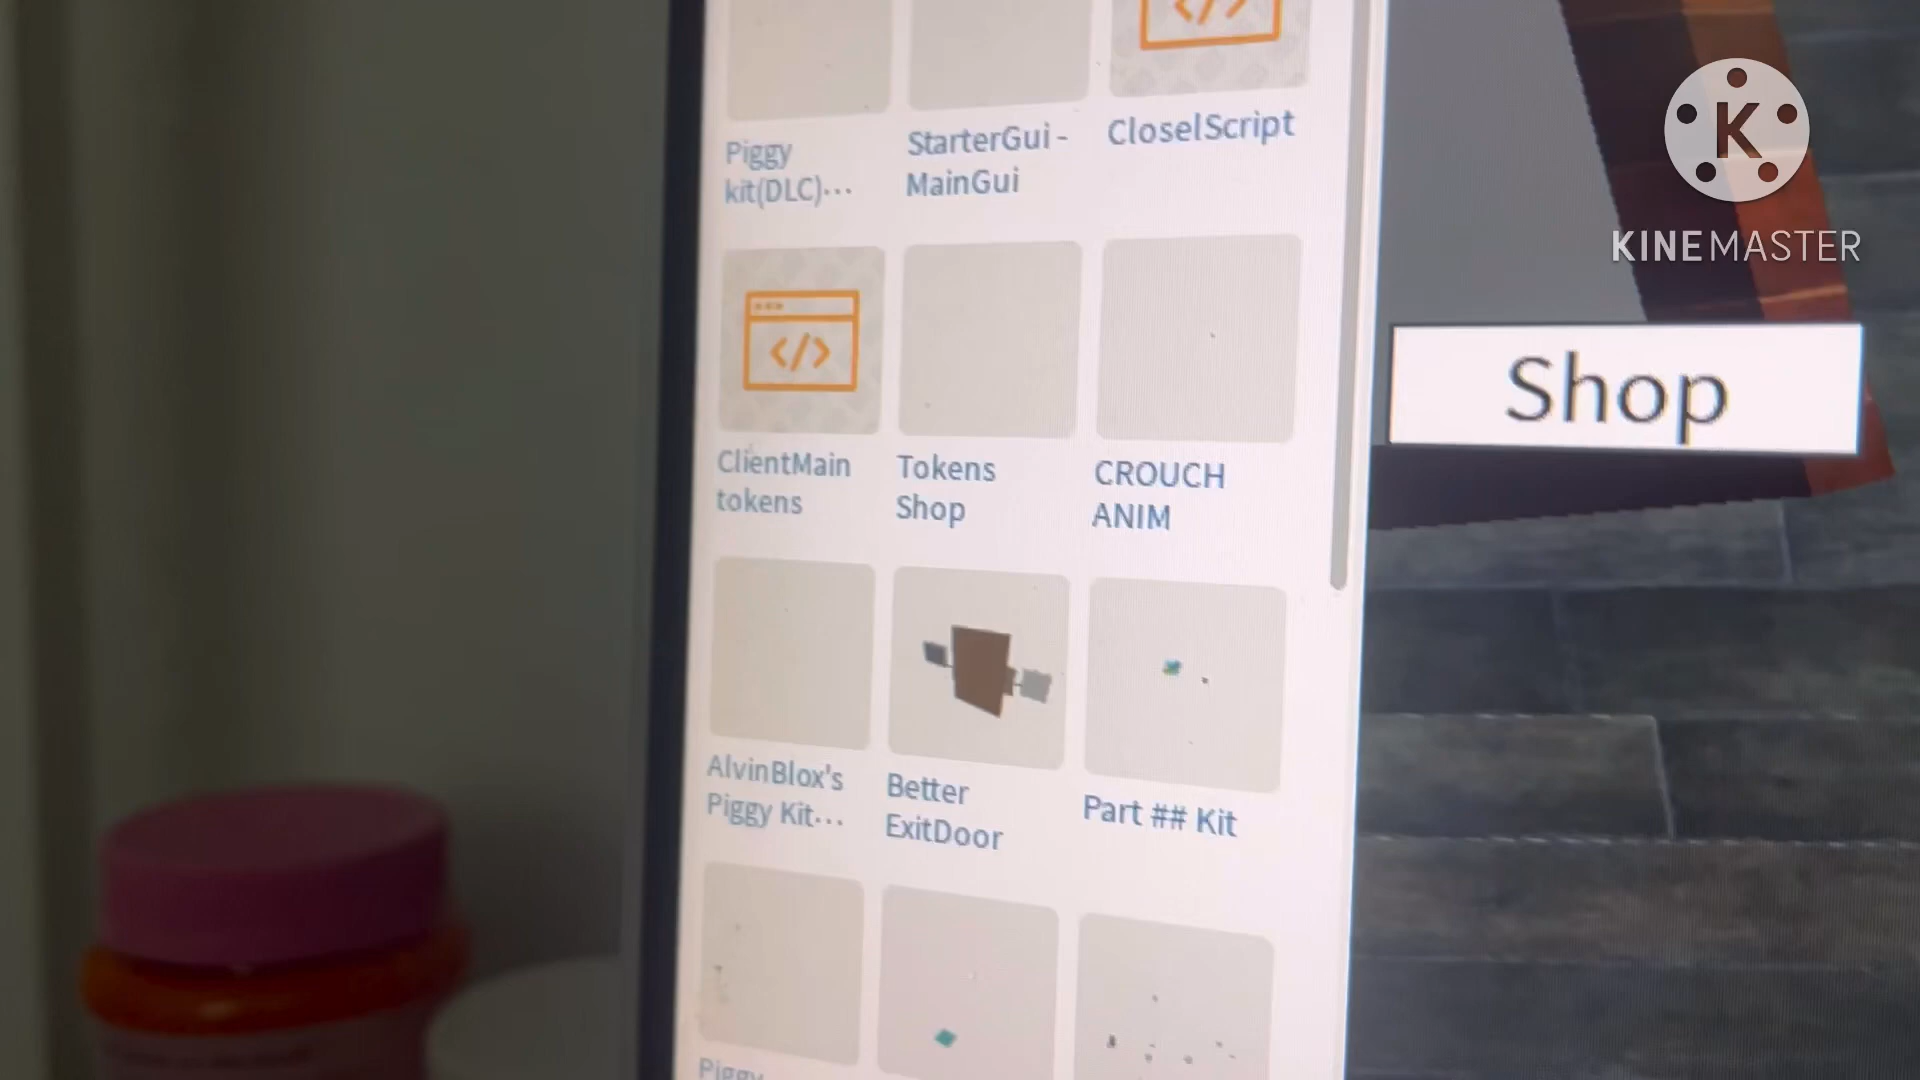 Piggy
kit(DLC)...
StarterGui -
MainGui
CloseIScript
KINEMASTER
ClientMain
tokens
Tokens
Shop
CROUCH
ANIM
Shop
AlvinBlox's
Piggy Kit...
Better
ExitDoor
Part ## Kit
Piggy